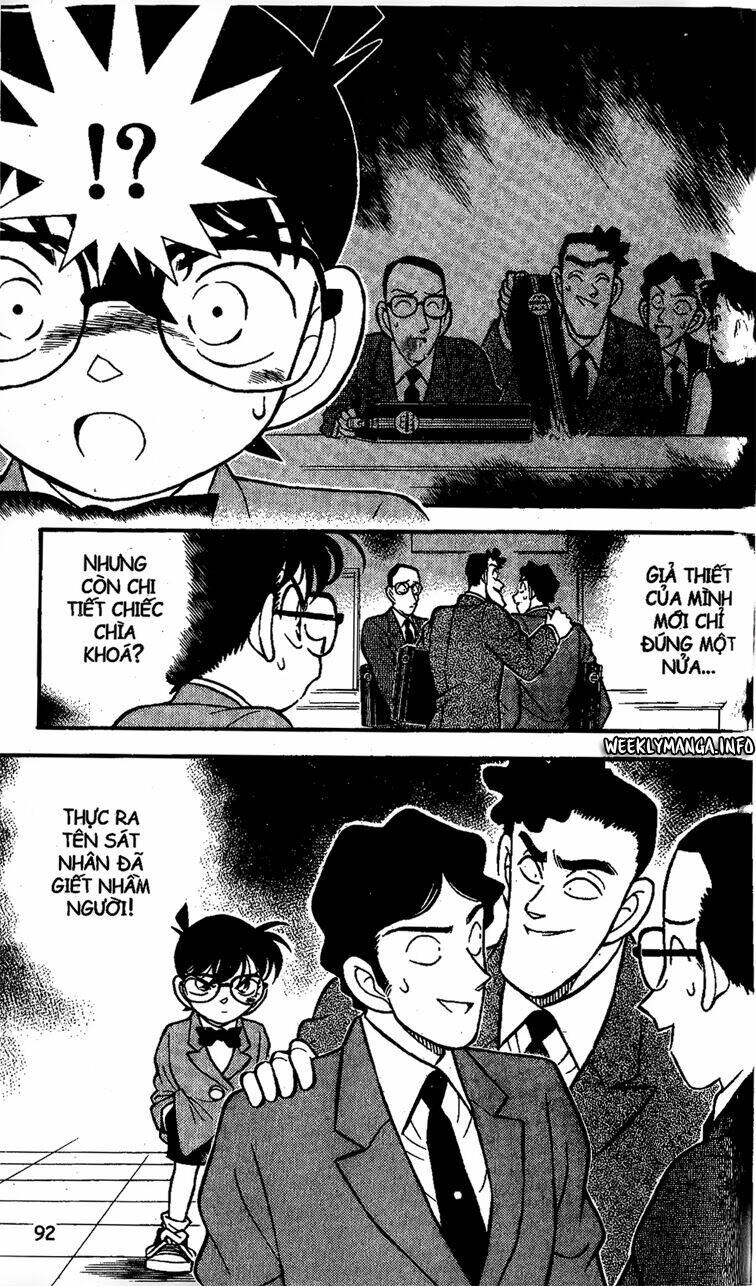 !?
GIẢ THIẾT
CỦA MÌNH
MỚI CHỈ
ĐÚNG MỘT
NỬA...
NHƯNG
CÒN CHI
TIẾT CHIẾC
CHÌA
KHOÁ?
WEEKLYMANGA.INFO
THỰC RA
TÊN SÁT
NHÂN ĐÃ
GIẾT NHẦM
NGƯỜI!
92